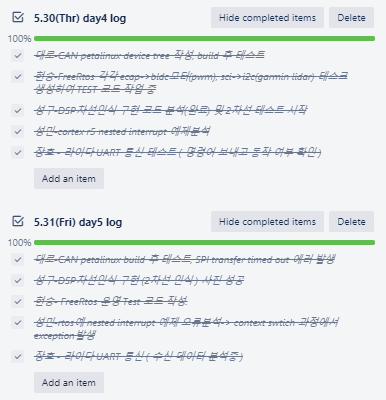 5.30(Thr) day4 log
Hide completed items
Delete
100%
대로-CAN petalinux device tree 작성, build 후 테스트
현승-FreeRtos 각각 ecap->bldc모터(pwm), sci->i2c(garmin lidar) 테스크
생성하여 TEST 코드 작업 중
성구-DSP차선인식 구현 코드 분석(완료) 및 2차선 테스트 시작
성민-cortex r5 nested interrupt 예제분석
장호 - 라이다 UART 통신 테스트 ( 명령어 보내고 동작 여부 확인 )
Add an item
5.31(Fri) day5 log
Hide completed items
Delete
100%
대로-CAN petalinux build 후 테스트, SPI transfer timed out 에러 발생
성구-DSP차선인식 구현 (2차선 인식) 사진 성공
현승- FreeRtos 운영 Test 코드 작성
성민-rtos에 nested interrupt 예제 오류분석-> context swtich 과정에서
exception발생
장호 - 라이다 UART 통신 ( 수신 데이터 분석중 )
Add an item